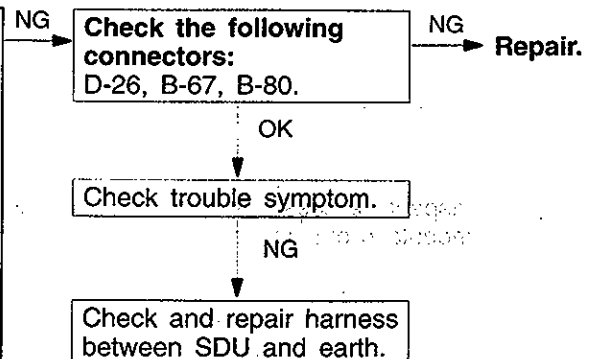 NG
Check the following
connectors:
D-26, B-67, B-80.
NG
Repair.
OK
Check trouble symptom.
NG
Check and repair harness
between SDU and earth.